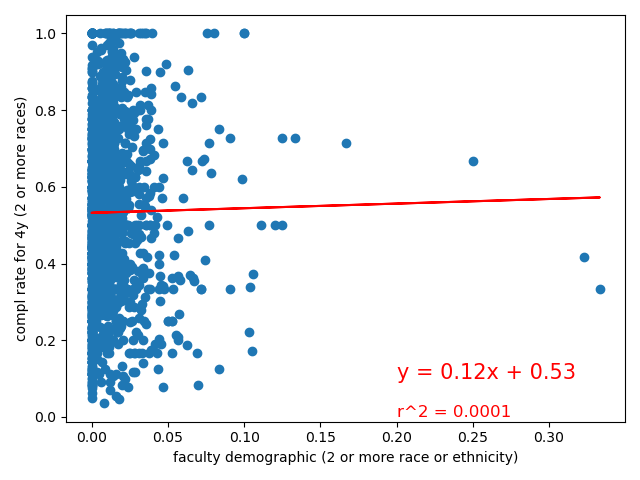 1.0
0.8
0.6
0.4
0.2
0.0
compl rate for 4y (2 or more races)
y = 0.12x + 0.53
r^2 = 0.0001
0.00 0.05 0.10 0.15 0.20 0.25 0.30
faculty demographic (2 or more race or ethnicity)